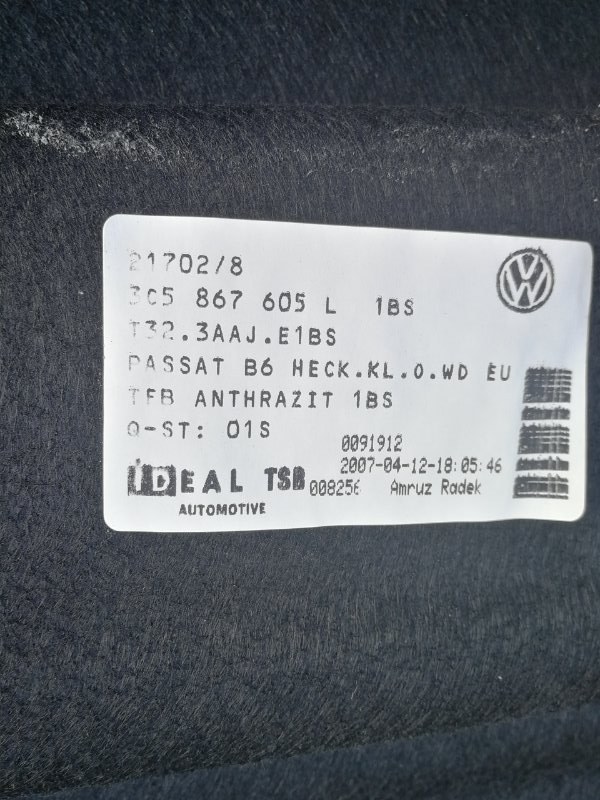 21702/8
3C5 867 605 L 1BS
T32.3AAJ.E1BS
PASSAT B6 HECK.KL.O.WD EU
TFB ANTHRAZIT 1BS
Q-ST: 01S
0091912
2007-04-12-18:05:46
IDEAL TSB 008256 Amruz Radek
AUTOMOTIVE